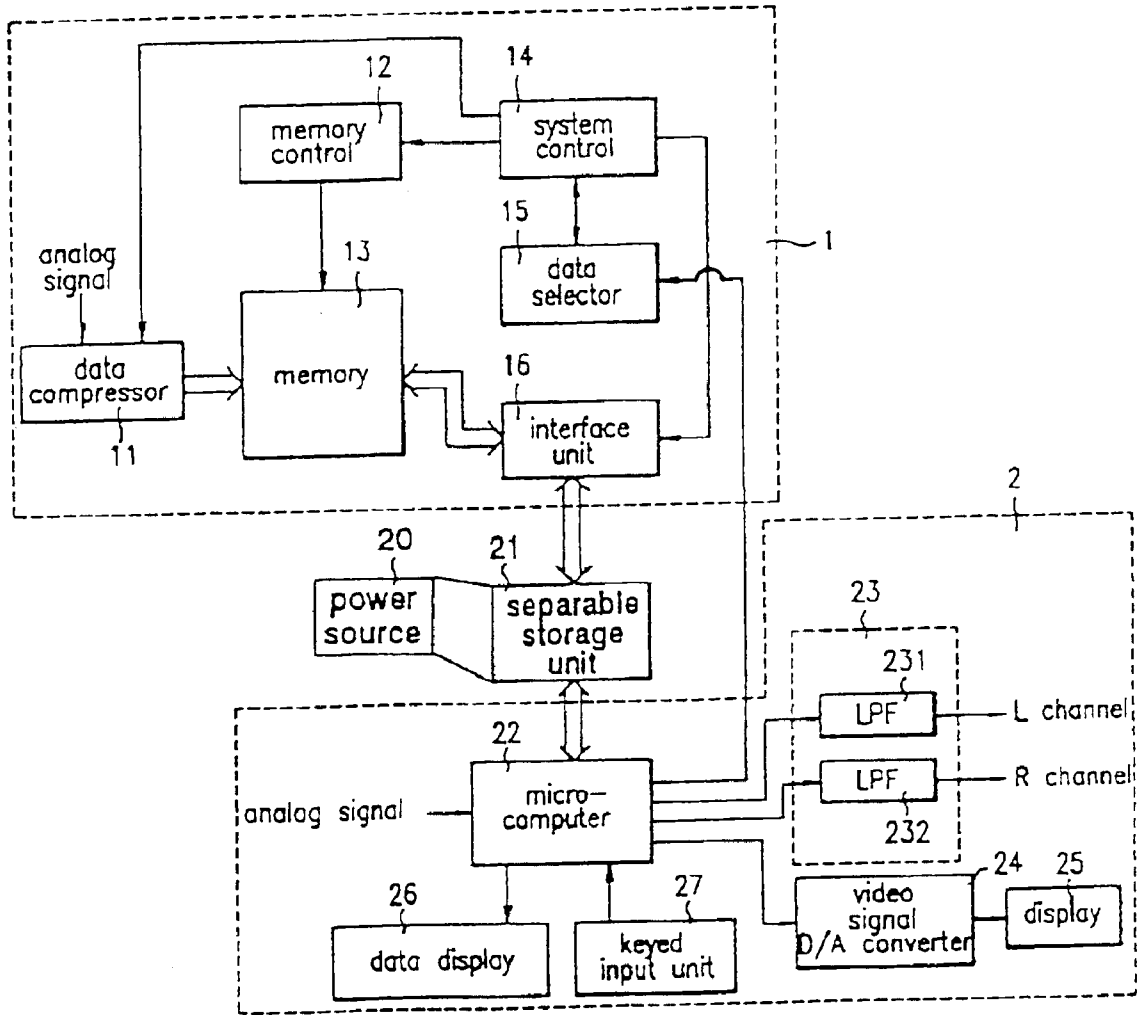 12
memory
control
14
system
control
15
data
selector
1
analog
signal
13
memory
data
compressor
11
16
interface
unit
2
20
power
source
21
separable
storage
unit
23
231
LPF
L channel
LPF
232
R channel
22
micro-
computer
analog signal
24
video
signal
D/A converter
25
display
26
data display
27
keyed
input unit